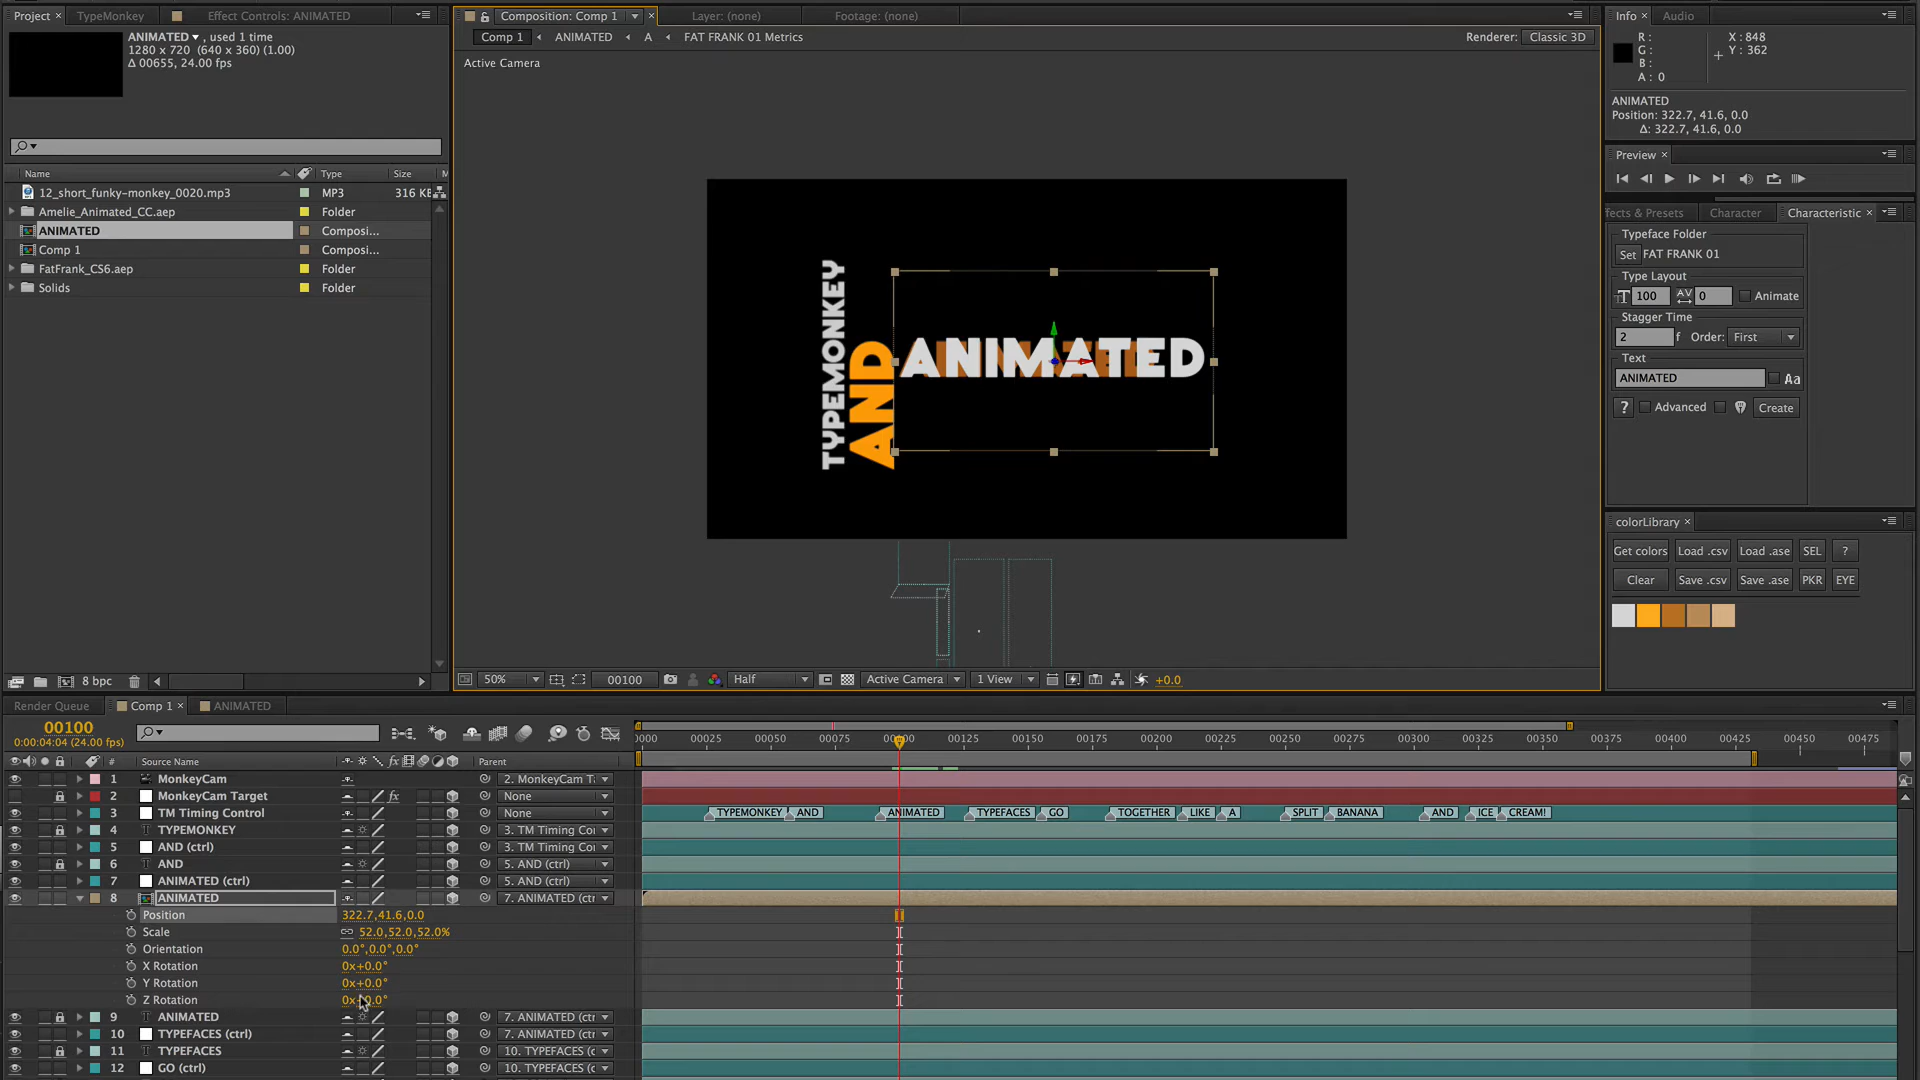 Project × TypeMonkey Effect Controls: ANIMATED
ANIMATED , used 1 time
1280 x 720 (640 x 360) (1.00)
Δ 00655, 24.00 fps
Name Type Size
12_short_funky-monkey_0020.mp3 MP3 316 KB
Amelie_Animated_CC.aep Folder
ANIMATED Composi...
Comp 1 Composi...
FatFrank_CS6.aep Folder
Solids Folder
8 bpc
Composition: Comp 1 × Layer: (none) Footage: (none)
Comp 1 ANIMATED A FAT FRANK 01 Metrics
Renderer: Classic 3D
Active Camera
TYPEMONKEY
AND
ANIMATED
50% 00100 Half Active Camera 1 View +0.0
Info × Audio
R: X: 848
G: Y: 362
B:
A: 0
ANIMATED
Position: 322.7, 41.6, 0.0
Δ: 322.7, 41.6, 0.0
Preview ×
ffects & Presets Character Characteristic ×
Typeface Folder
Set FAT FRANK 01
Type Layout
T 100 AV 0 Animate
Stagger Time
2 f Order: First
Text
ANIMATED Aa
? Advanced Create
colorLibrary ×
Get colors Load .csv Load .ase SEL ?
Clear Save .csv Save .ase PKR EYE
Render Queue Comp 1 × ANIMATED
00100
0:00:04:04 (24.00 fps)
0000 00025 00050 00075 00125 00150 00175 00200 00225 00250 00275 00300 00325 00350 00375 00400 00425 00450 00475
# Source Name fx Parent
1 MonkeyCam 2. MonkeyCam T
2 MonkeyCam Target fx None
3 TM Timing Control None TYPEMONKEY AND ANIMATED TYPEFACES GO TOGETHER LIKE A SPLIT BANANA AND ICE CREAM!
4 TYPEMONKEY 3. TM Timing Co
5 AND (ctrl) 3. TM Timing Co
6 AND 5. AND (ctrl)
7 ANIMATED (ctrl) 5. AND (ctrl)
8 ANIMATED 7. ANIMATED (ctr
Position 322.7,41.6,0.0
Scale 52.0,52.0,52.0%
Orientation 0.0°,0.0°,0.0°
X Rotation 0x+0.0°
Y Rotation 0x+0.0°
Z Rotation 0x+0.0°
9 ANIMATED 7. ANIMATED (ctr
10 TYPEFACES (ctrl) 7. ANIMATED (ctr
11 TYPEFACES 10. TYPEFACES (c
12 GO (ctrl) 10. TYPEFACES (c